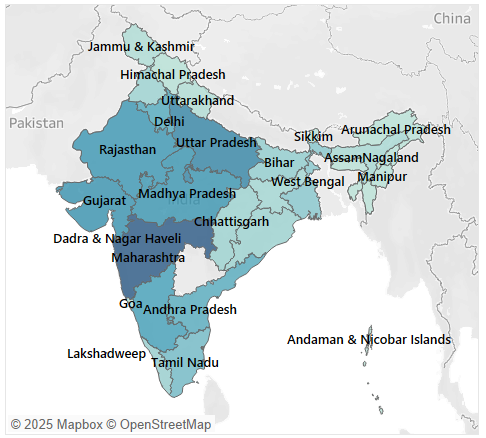 China
Jammu & Kashmir
Himachal Pradesh
Uttarakhand
Pakistan
Delhi
Sikkim
Arunachal Pradesh
Rajasthan
Uttar Pradesh
Bihar
Assam
Nagaland
West Bengal
Manipur
Gujarat
Madhya Pradesh
India
Chhattisgarh
Dadra & Nagar Haveli
Maharashtra
Goa
Andhra Pradesh
Andaman & Nicobar Islands
Lakshadweep
Tamil Nadu
© 2025 Mapbox © OpenStreetMap